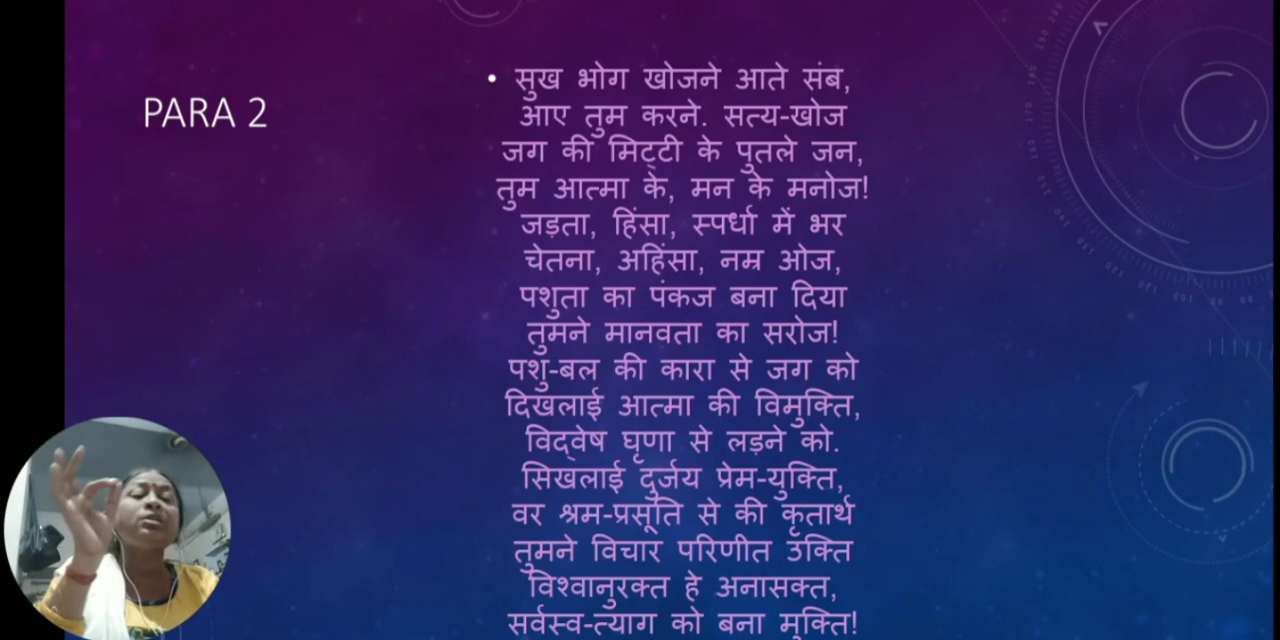 PARA 2
• सुख भोग खोजने आते संब,
आए तुम करने. सत्य-खोज
जग की मिट्टी के पुतले जन,
तुम आत्मा के, मन के मनोज!
जड़ता, हिंसा, स्पर्धा में भर
चेतना, अहिंसा, नम्र ओज,
पशुता का पंकज बना दिया
तुमने मानवता का सरोज!
पशु-बल की कारा से जग को
दिखलाई आत्मा की विमुक्ति,
विद्वेष घृणा से लड़ने को.
सिखलाई दुर्जय प्रेम-युक्ति,
वर श्रम-प्रसूति से की कृतार्थ
तुमने विचार परिणीत उक्ति
विश्वानुरक्त हे अनासक्त,
सर्वस्व-त्याग को बना मुक्ति!